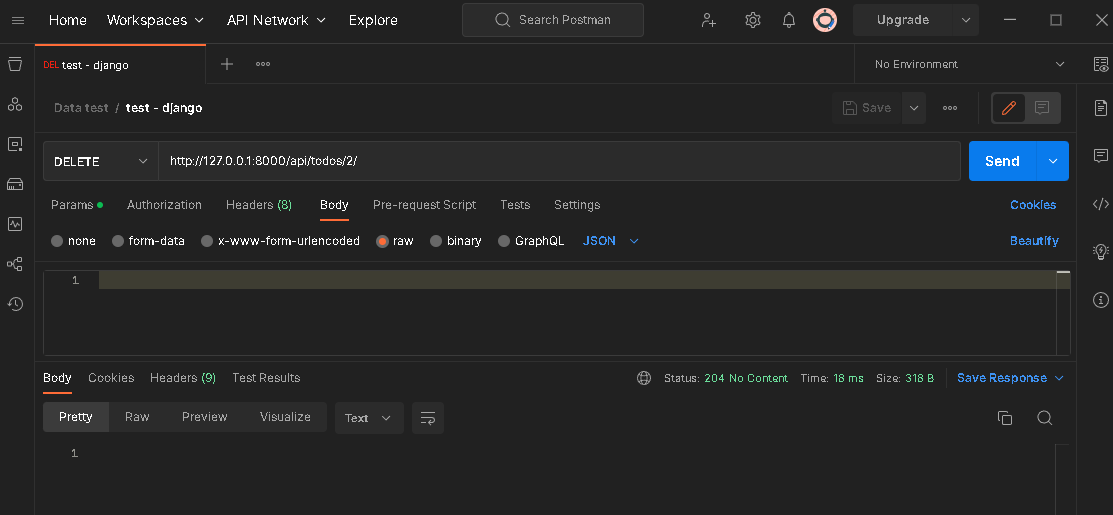 Home Workspaces API Network Explore Search Postman Upgrade
DEL test - django No Environment
Data test / test - django Save
DELETE http://127.0.0.1:8000/api/todos/2/ Send
Params Authorization Headers (8) Body Pre-request Script Tests Settings Cookies
none form-data x-www-form-urlencoded raw binary GraphQL JSON Beautify
1
Body Cookies Headers (9) Test Results Status: 204 No Content Time: 18 ms Size: 318 B Save Response
Pretty Raw Preview Visualize Text
1